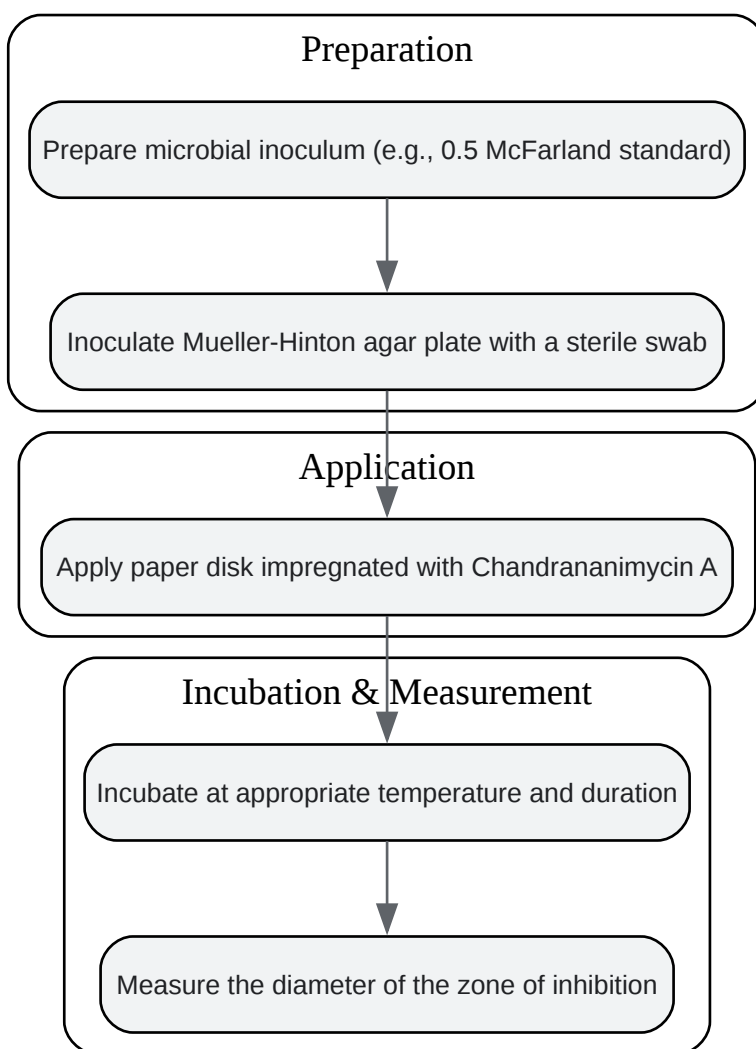 Preparation
Prepare microbial inoculum (e.g., 0.5 McFarland standard)
Inoculate Mueller-Hinton agar plate with a sterile swab
Application
Apply paper disk impregnated with Chandrananimycin A
Incubation & Measurement
Incubate at appropriate temperature and duration
Measure the diameter of the zone of inhibition